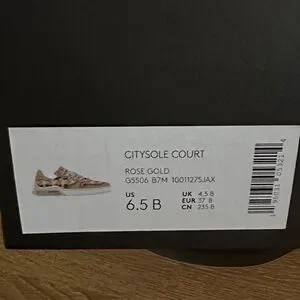 CITYSOLE COURT
ROSE GOLD
G5506 B7M 10011275JAX
US
6.5 B
UK 4.5 B
EUR 37 B
CN 235 B